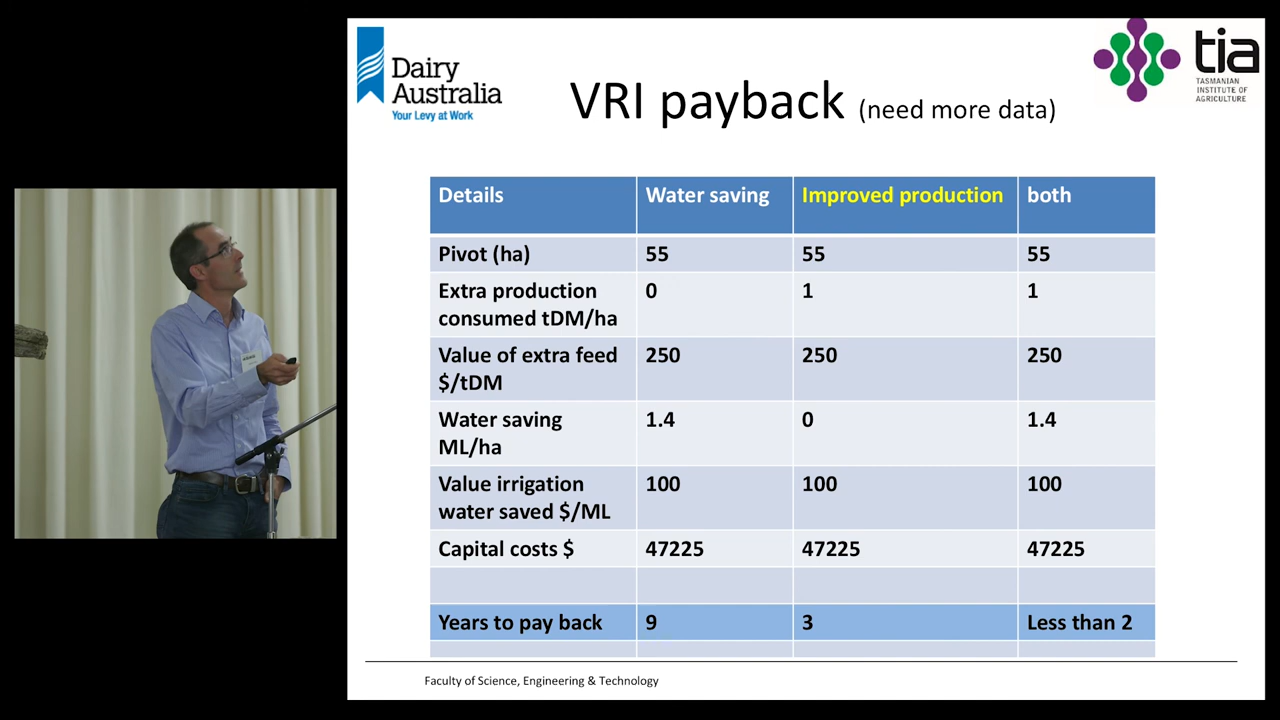 Dairy
Australia
Your Levy at Work
VRI payback (need more data)
tia
TASMANIAN
INSTITUTE OF
AGRICULTURE
Details Water saving Improved production both
Pivot (ha) 55 55 55
Extra production
consumed tDM/ha 0 1 1
Value of extra feed
$/tDM 250 250 250
Water saving
ML/ha 1.4 0 1.4
Value irrigation
water saved $/ML 100 100 100
Capital costs $ 47225 47225 47225
Years to pay back 9 3 Less than 2
Faculty of Science, Engineering & Technology